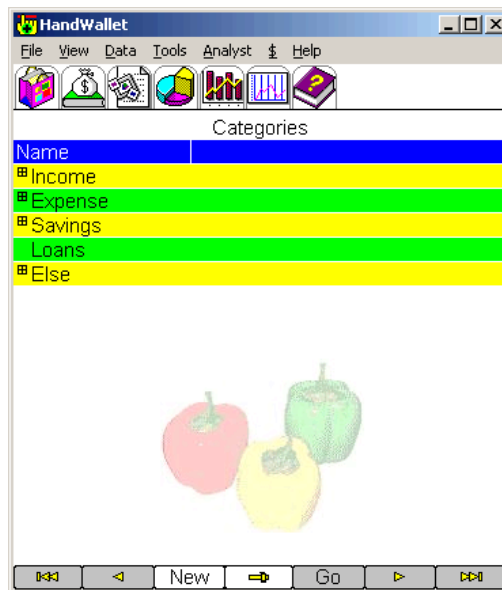 HandWallet
File View Data Tools Analyst $ Help
Categories
Name
Income
Expense
Savings
Loans
Else
New Go